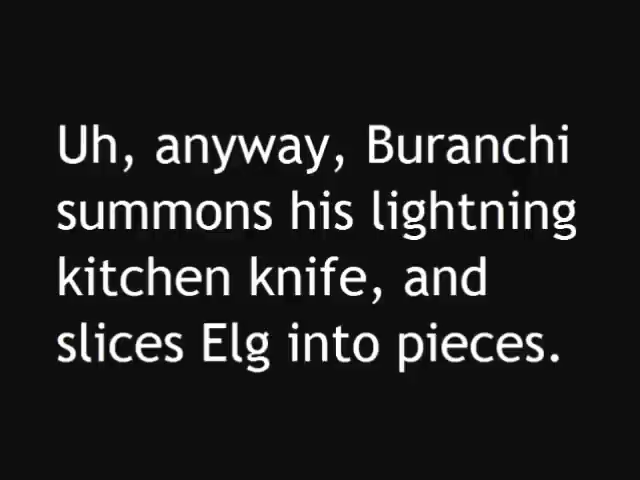 Uh, anyway, Buranchi
summons his lightning
kitchen knife, and
slices Elg into pieces.